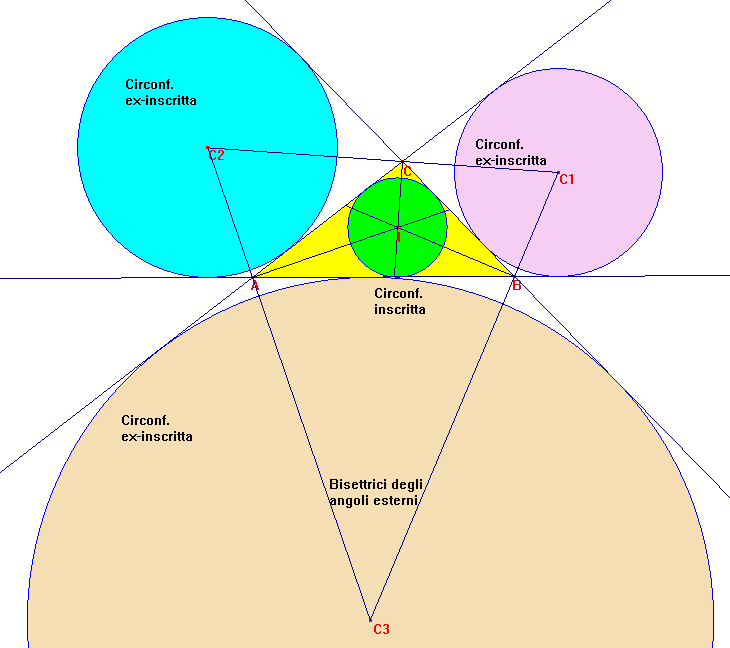 Circonf.
ex-inscritta
Circonf.
ex-inscritta
C2
C
C1
I
A
B
Circonf.
inscritta
Circonf.
ex-inscritta
Bisettrici degli
angoli esterni
C3